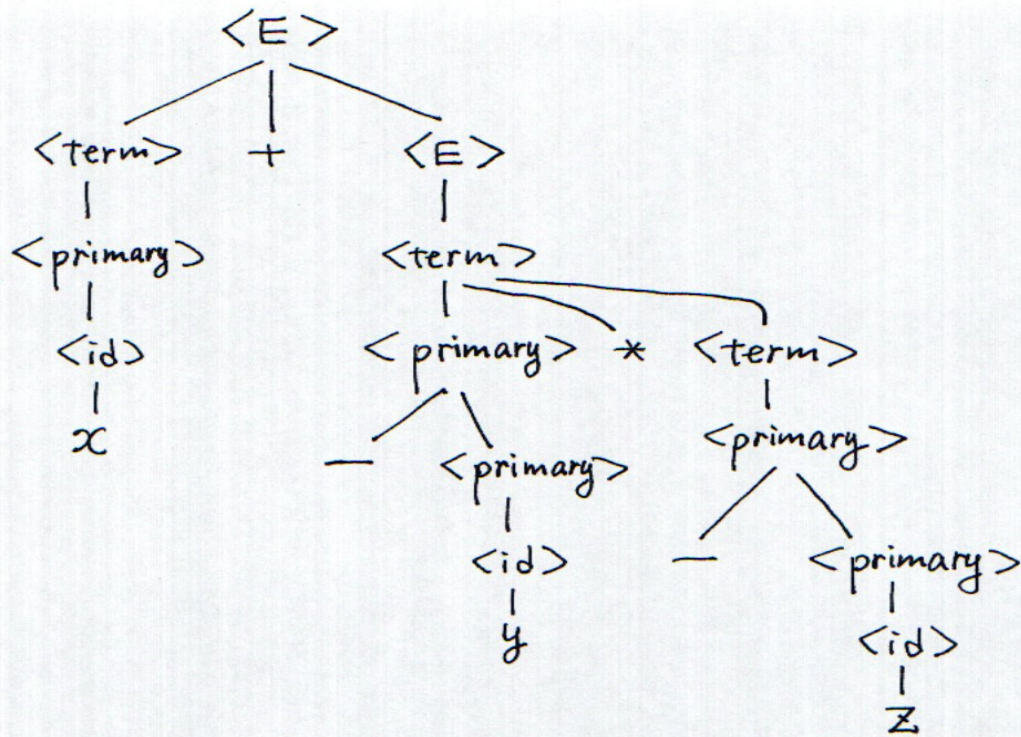 <E>
<term> + <E>
<primary> <term>
<id> <primary> * <term>
x - <primary> <primary>
<id> - <primary>
y <id>
z